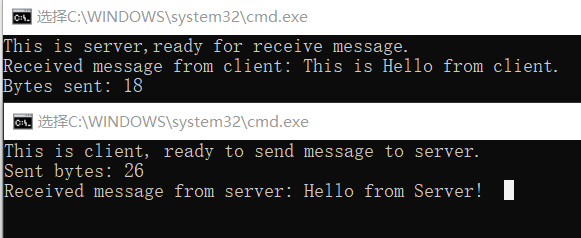 选择C:\WINDOWS\system32\cmd.exe
This is server,ready for receive message.
Received message from client: This is Hello from client.
Bytes sent: 18
选择C:\WINDOWS\system32\cmd.exe
This is client, ready to send message to server.
Sent bytes: 26
Received message from server: Hello from Server!